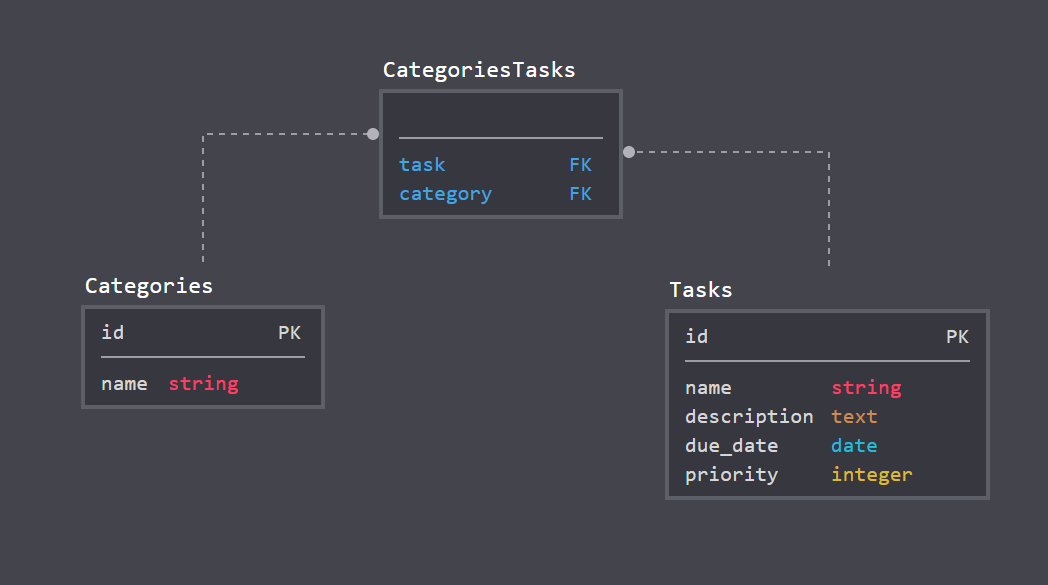 CategoriesTasks
task FK
category FK
Categories
id PK
name string
Tasks
id PK
name string
description text
due_date date
priority integer